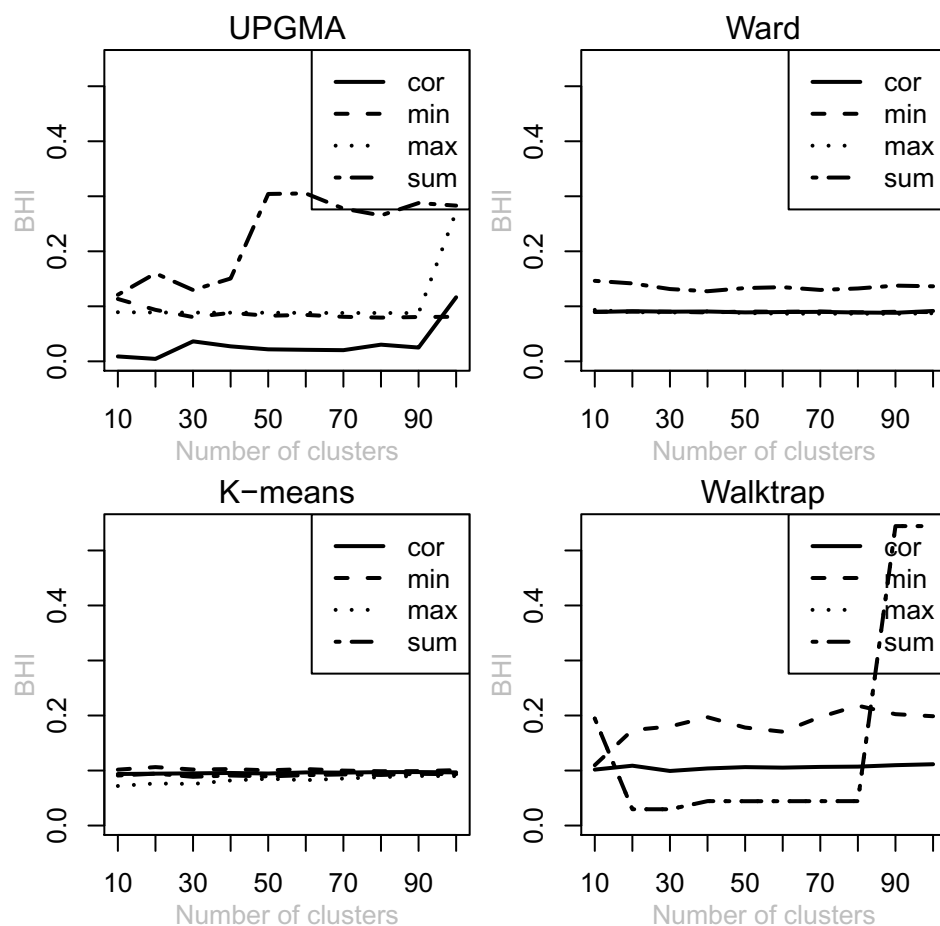 UPGMA
cor
min
max
sum
BHI
0.0 0.2 0.4
10 30 50 70 90
Number of clusters
Ward
cor
min
max
sum
BHI
0.0 0.2 0.4
10 30 50 70 90
Number of clusters
K−means
cor
min
max
sum
BHI
0.0 0.2 0.4
10 30 50 70 90
Number of clusters
Walktrap
cor
min
max
sum
BHI
0.0 0.2 0.4
10 30 50 70 90
Number of clusters